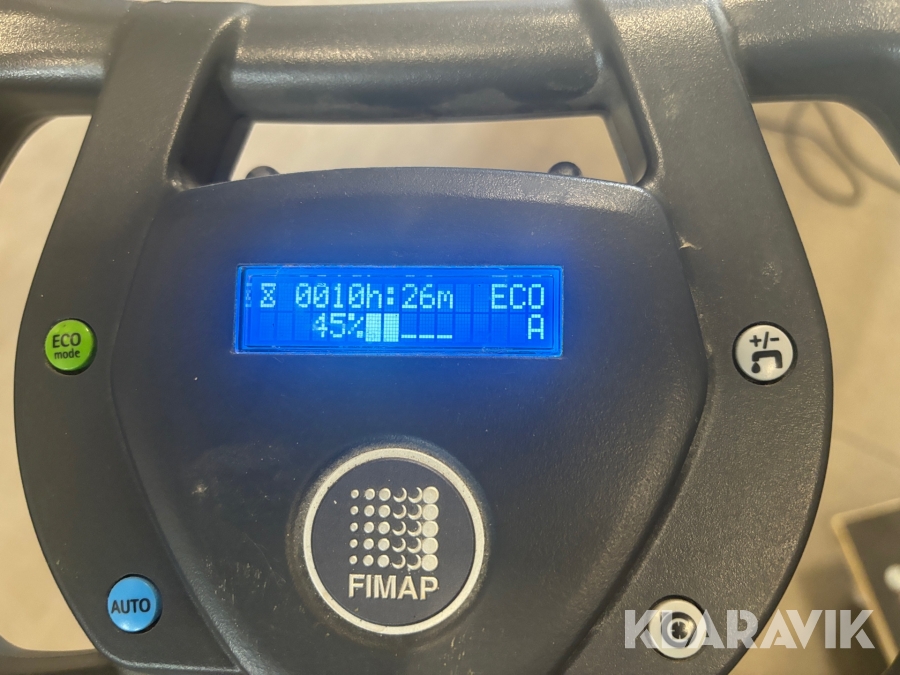 0010h:26m ECO
45% A
ECO
mode
+/-
FIMAP
AUTO
KLARAVIK